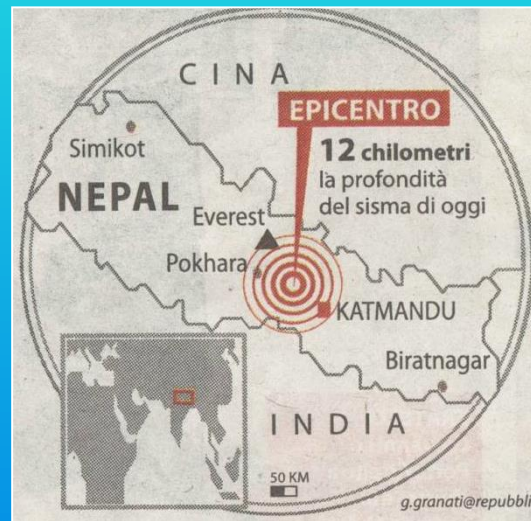 CINA
EPICENTRO
12 chilometri
la profondità
del sisma di oggi
Simikot
NEPAL
Everest
Pokhara
KATMANDU
Biratnagar
INDIA
50 KM
g.granati@repubbli